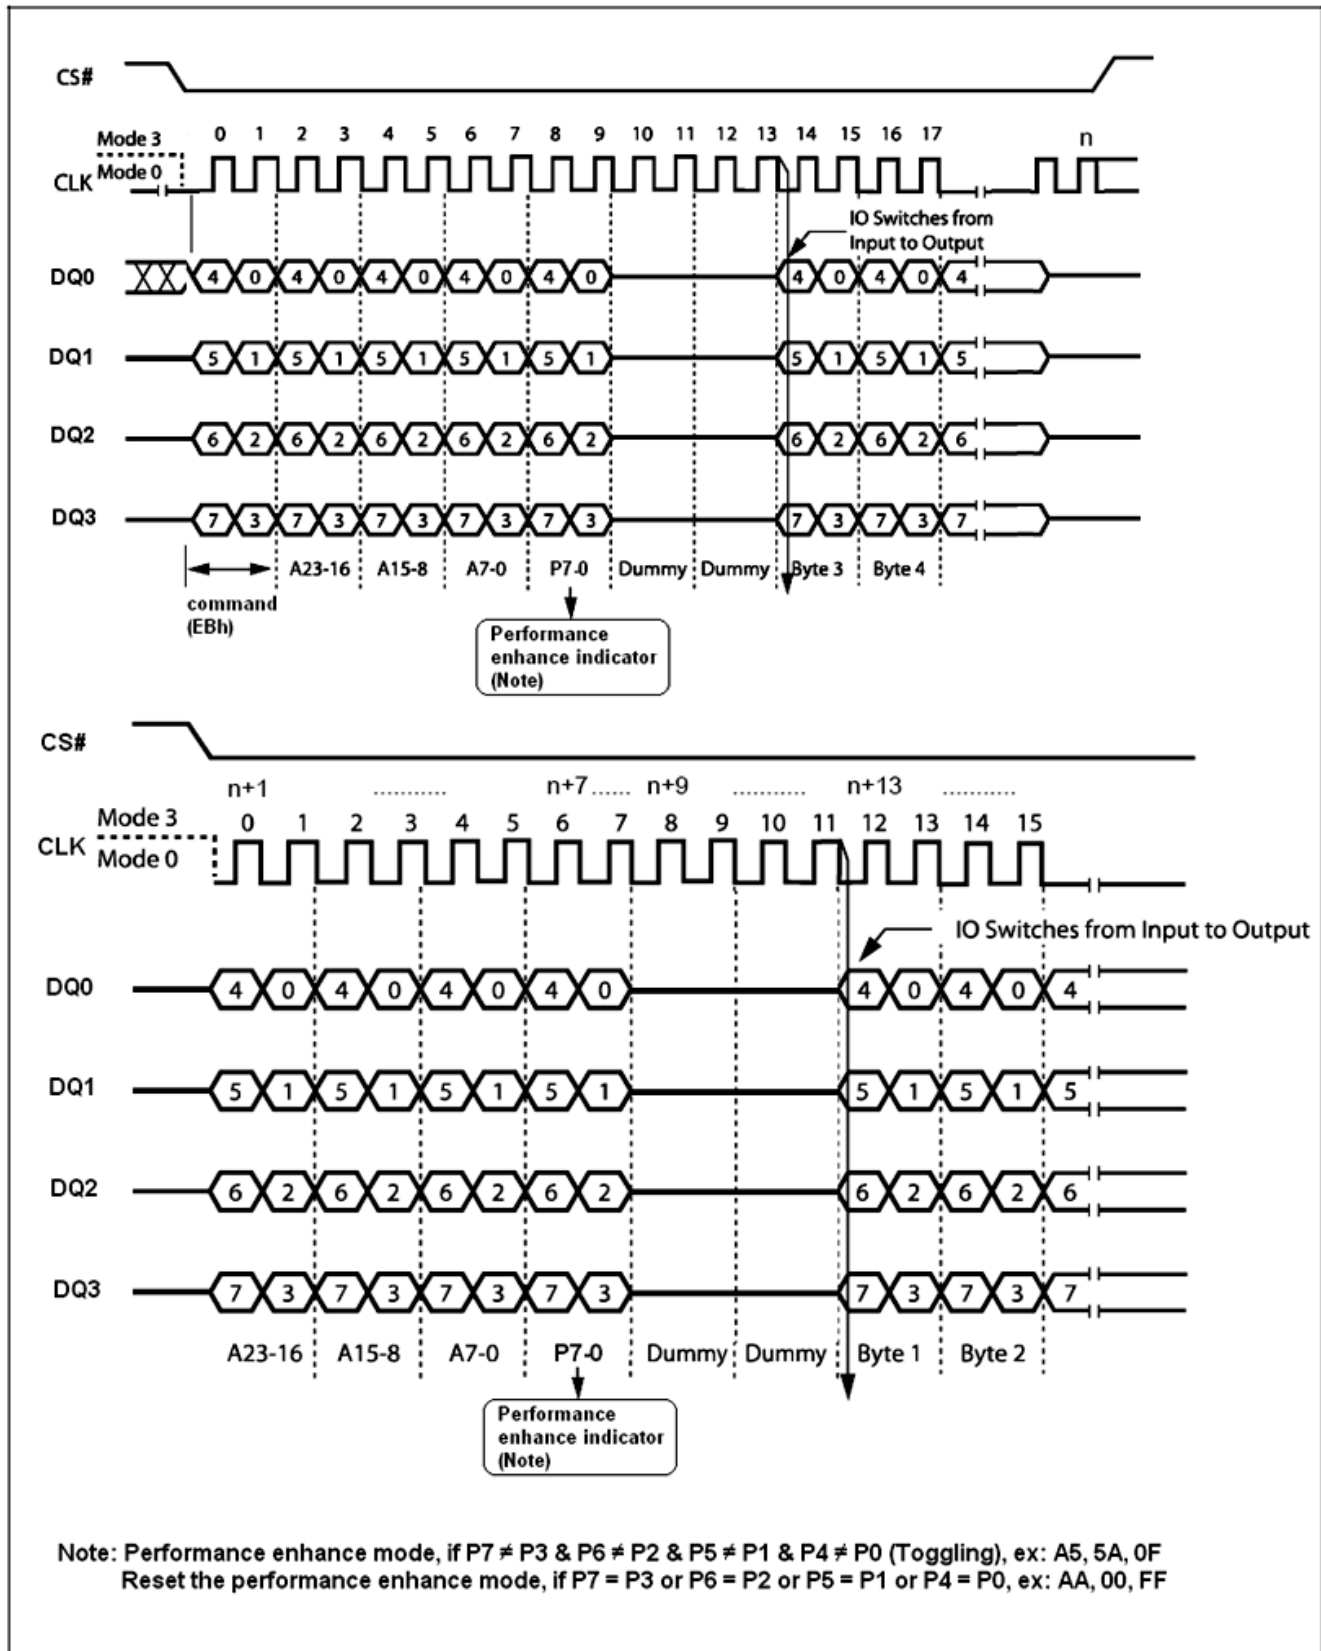 CS#
0 1 2 3 4 5 6 7 8 9 10 11 12 13 14 15 16 17 n
Mode 3
CLK Mode 0
IO Switches from
Input to Output
DQ0 4 0 4 0 4 0 4 0 4 0 4 0 4 0 4
DQ1 5 1 5 1 5 1 5 1 5 1 5 1 5 1 5
DQ2 6 2 6 2 6 2 6 2 6 2 6 2 6 2 6
DQ3 7 3 7 3 7 3 7 3 7 3 7 3 7 3 7
A23-16 A15-8 A7-0 P7-0 Dummy Dummy Byte 3 Byte 4
command
(EBh)
Performance
enhance indicator
(Note)
CS#
n+1 ........... n+7...... n+9 ........... n+13 ...........
Mode 3
0 1 2 3 4 5 6 7 8 9 10 11 12 13 14 15
CLK Mode 0
IO Switches from Input to Output
DQ0 4 0 4 0 4 0 4 0 4 0 4 0 4
DQ1 5 1 5 1 5 1 5 1 5 1 5 1 5
DQ2 6 2 6 2 6 2 6 2 6 2 6 2 6
DQ3 7 3 7 3 7 3 7 3 7 3 7 3 7
A23-16 A15-8 A7-0 P7-0 Dummy Dummy Byte 1 Byte 2
Performance
enhance indicator
(Note)
Note: Performance enhance mode, if P7 ≠ P3 & P6 ≠ P2 & P5 ≠ P1 & P4 ≠ P0 (Toggling), ex: A5, 5A, 0F
Reset the performance enhance mode, if P7 = P3 or P6 = P2 or P5 = P1 or P4 = P0, ex: AA, 00, FF